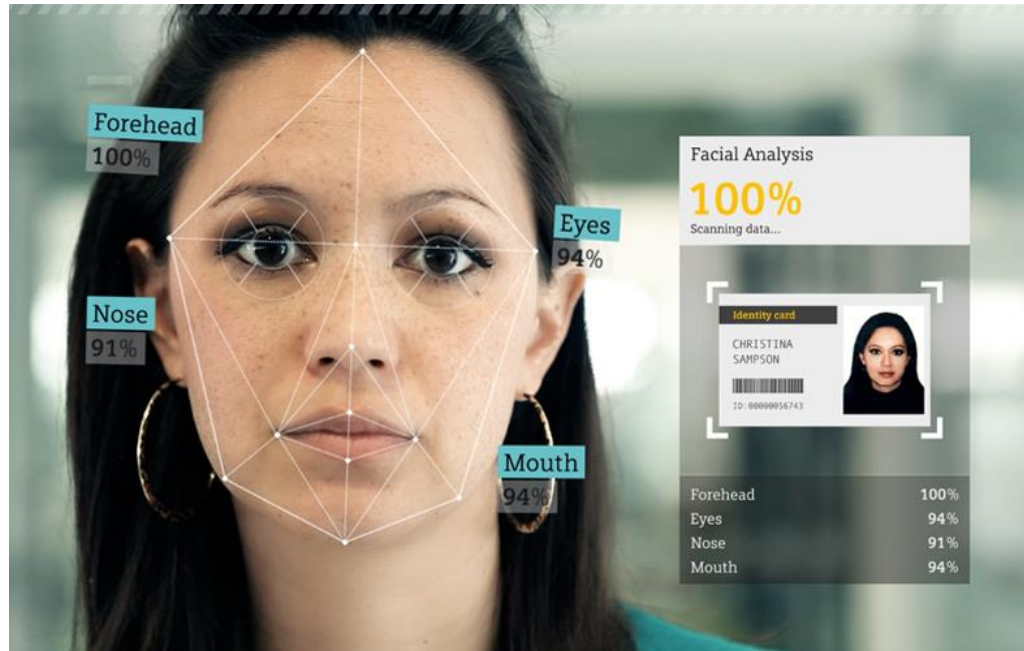 Forehead
100%
Eyes
94%
Nose
91%
Mouth
94%
Facial Analysis
100%
Scanning data...
Identity card
CHRISTINA
SAMPSON
ID:00000056743
Forehead 100%
Eyes 94%
Nose 91%
Mouth 94%